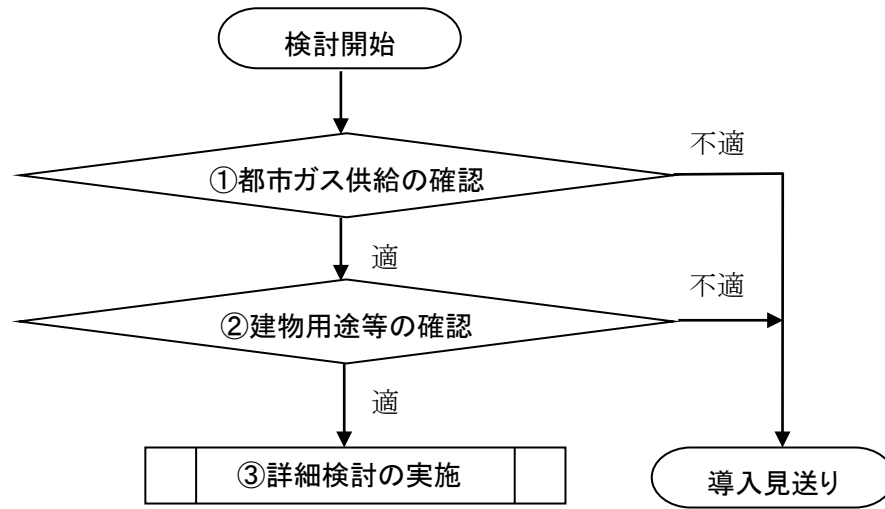 検討開始
不適
①都市ガス供給の確認
適
不適
②建物用途等の確認
適
③詳細検討の実施
導入見送り